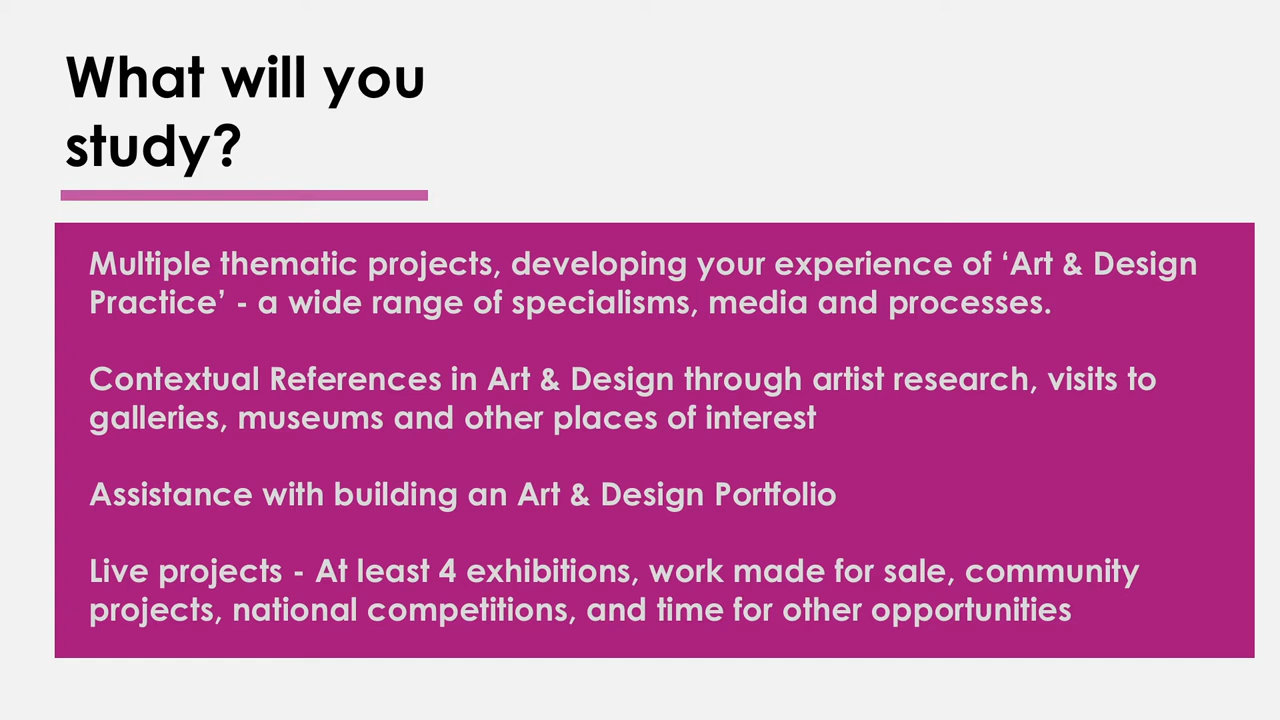 What will you
study?
Multiple thematic projects, developing your experience of ‘Art & Design
Practice’ - a wide range of specialisms, media and processes.
Contextual References in Art & Design through artist research, visits to
galleries, museums and other places of interest
Assistance with building an Art & Design Portfolio
Live projects - At least 4 exhibitions, work made for sale, community
projects, national competitions, and time for other opportunities